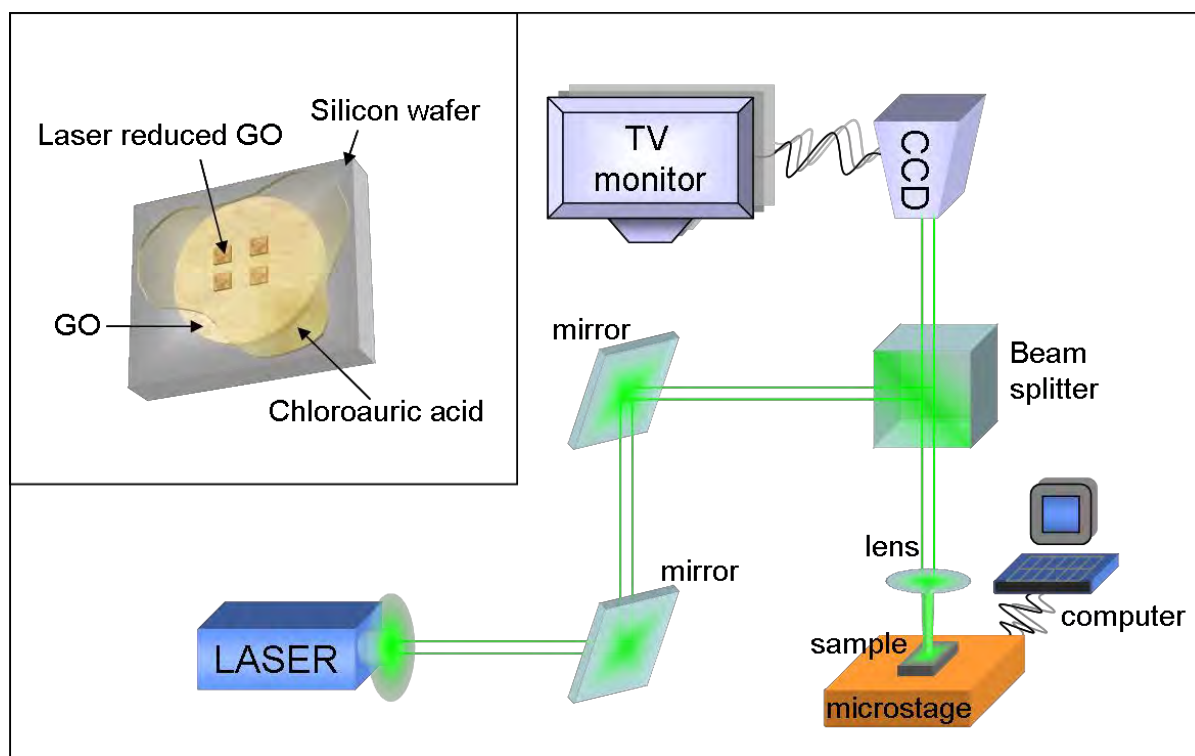 Silicon wafer
Laser reduced GO
GO
Chloroauric acid
TV
monitor
CCD
mirror
Beam
splitter
lens
mirror
computer
sample
LASER
microstage